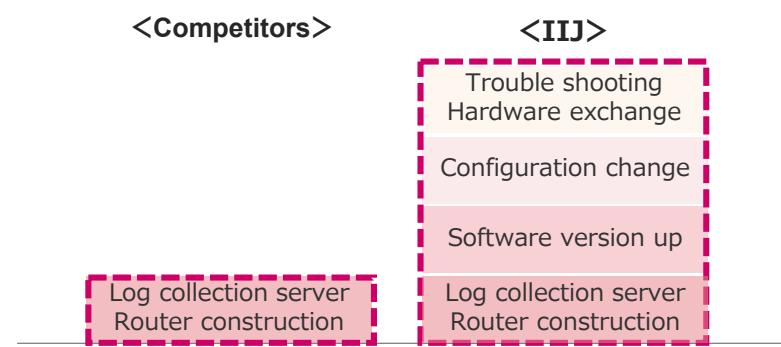 ＜Competitors＞
＜IIJ＞
Trouble shooting
Hardware exchange
Configuration change
Software version up
Log collection server
Router construction
Log collection server
Router construction